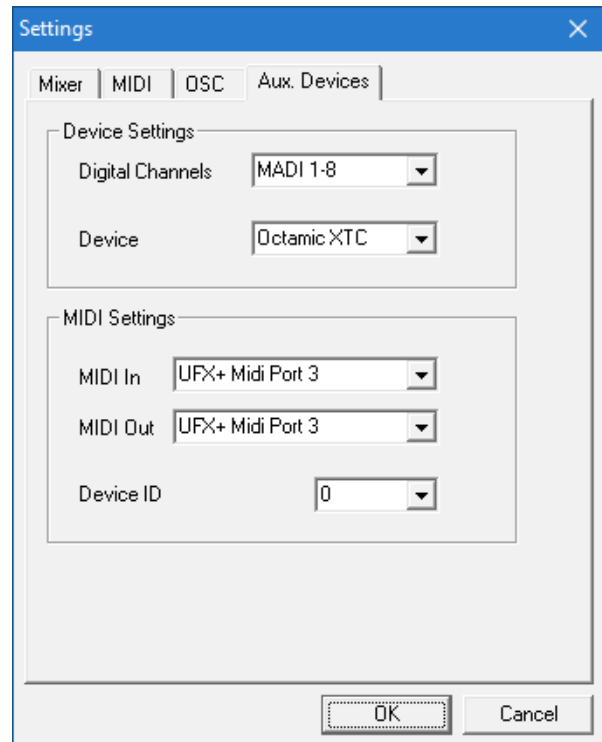 Settings
Mixer MIDI OSC Aux. Devices
Device Settings
Digital Channels MADI 1-8
Device Octamic XTC
MIDI Settings
MIDI In UFX+ Midi Port 3
MIDI Out UFX+ Midi Port 3
Device ID 0
OK Cancel